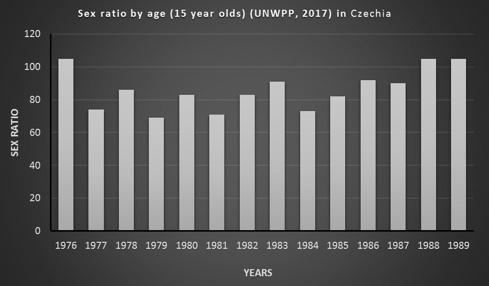 Sex ratio by age (15 year olds) (UNWPP, 2017) in Czechia
120
100
80
60
40
20
0
SEX RATIO
1976 1977 1978 1979 1980 1981 1982 1983 1984 1985 1986 1987 1988 1989
YEARS